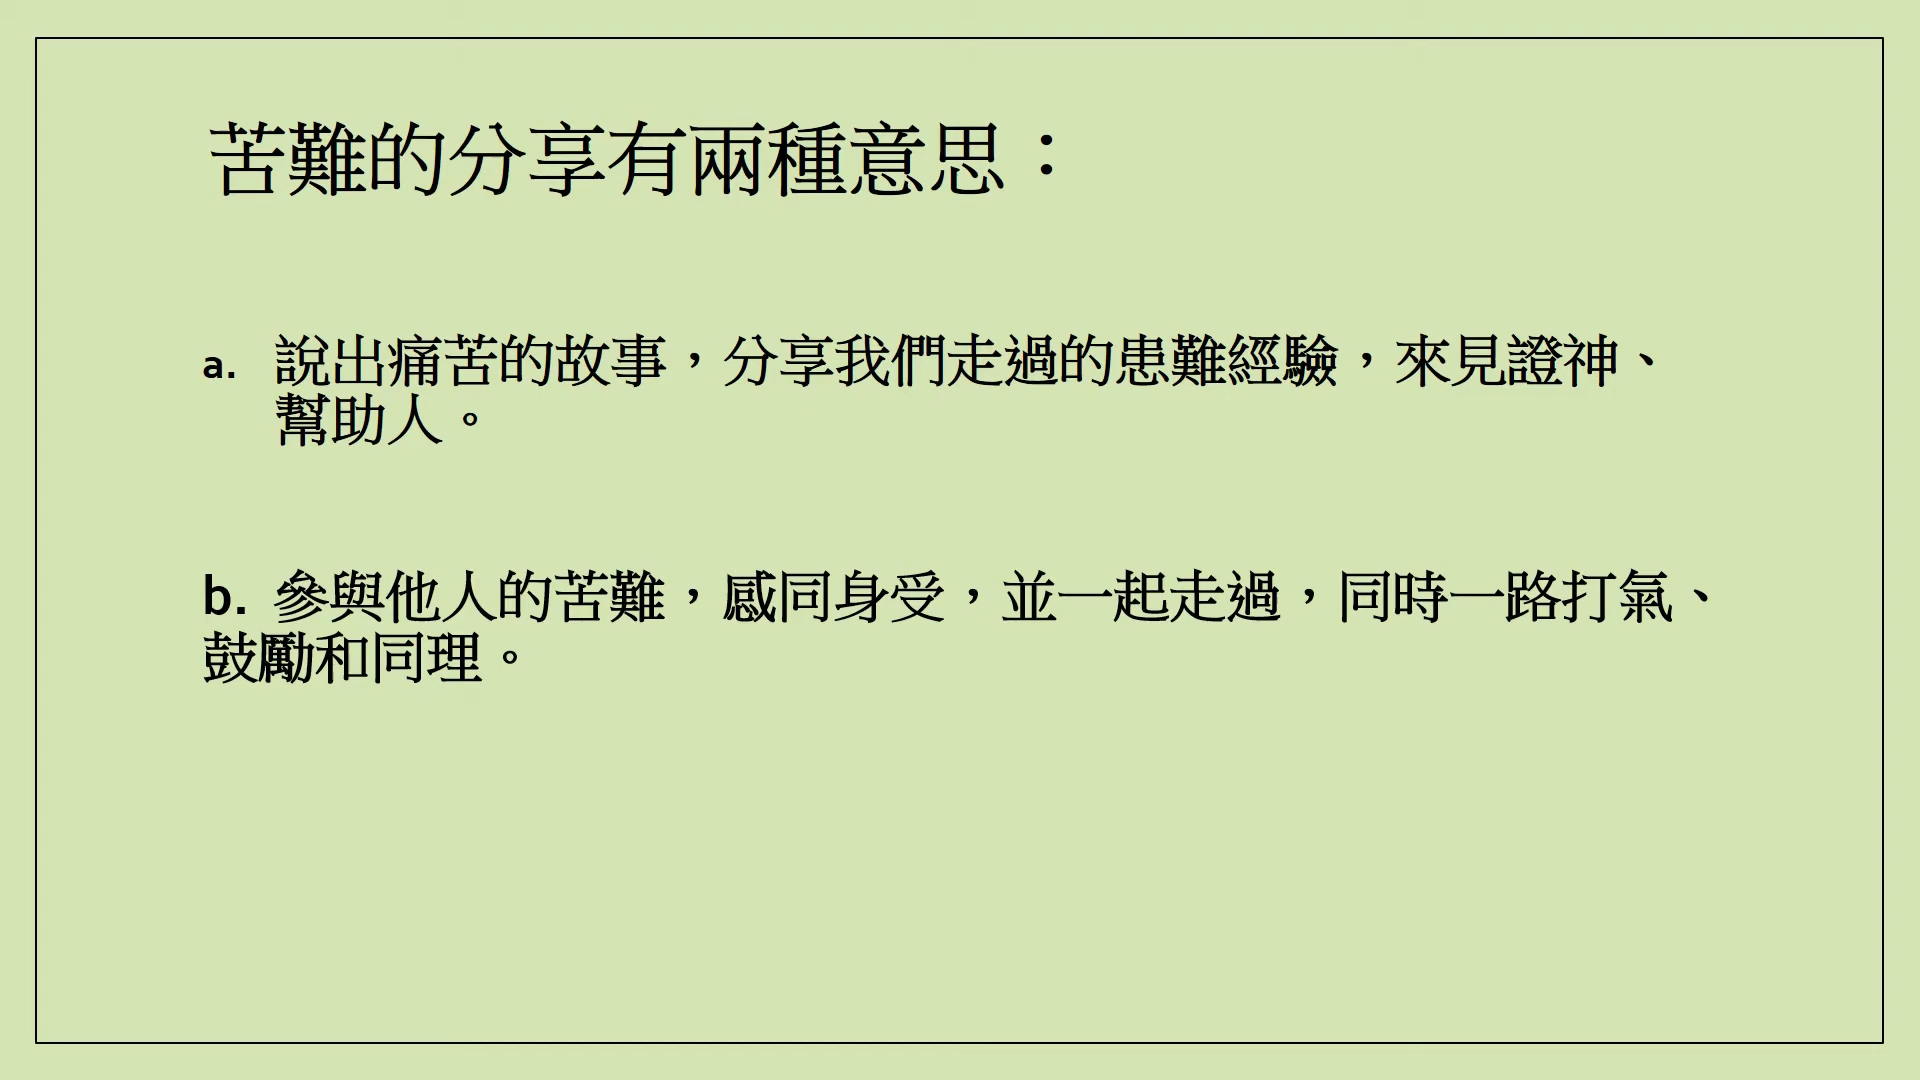 苦難的分享有兩種意思：
a. 說出痛苦的故事，分享我們走過的患難經驗，來見證神、
幫助人。
b. 參與他人的苦難，感同身受，並一起走過，同時一路打氣、
鼓勵和同理。